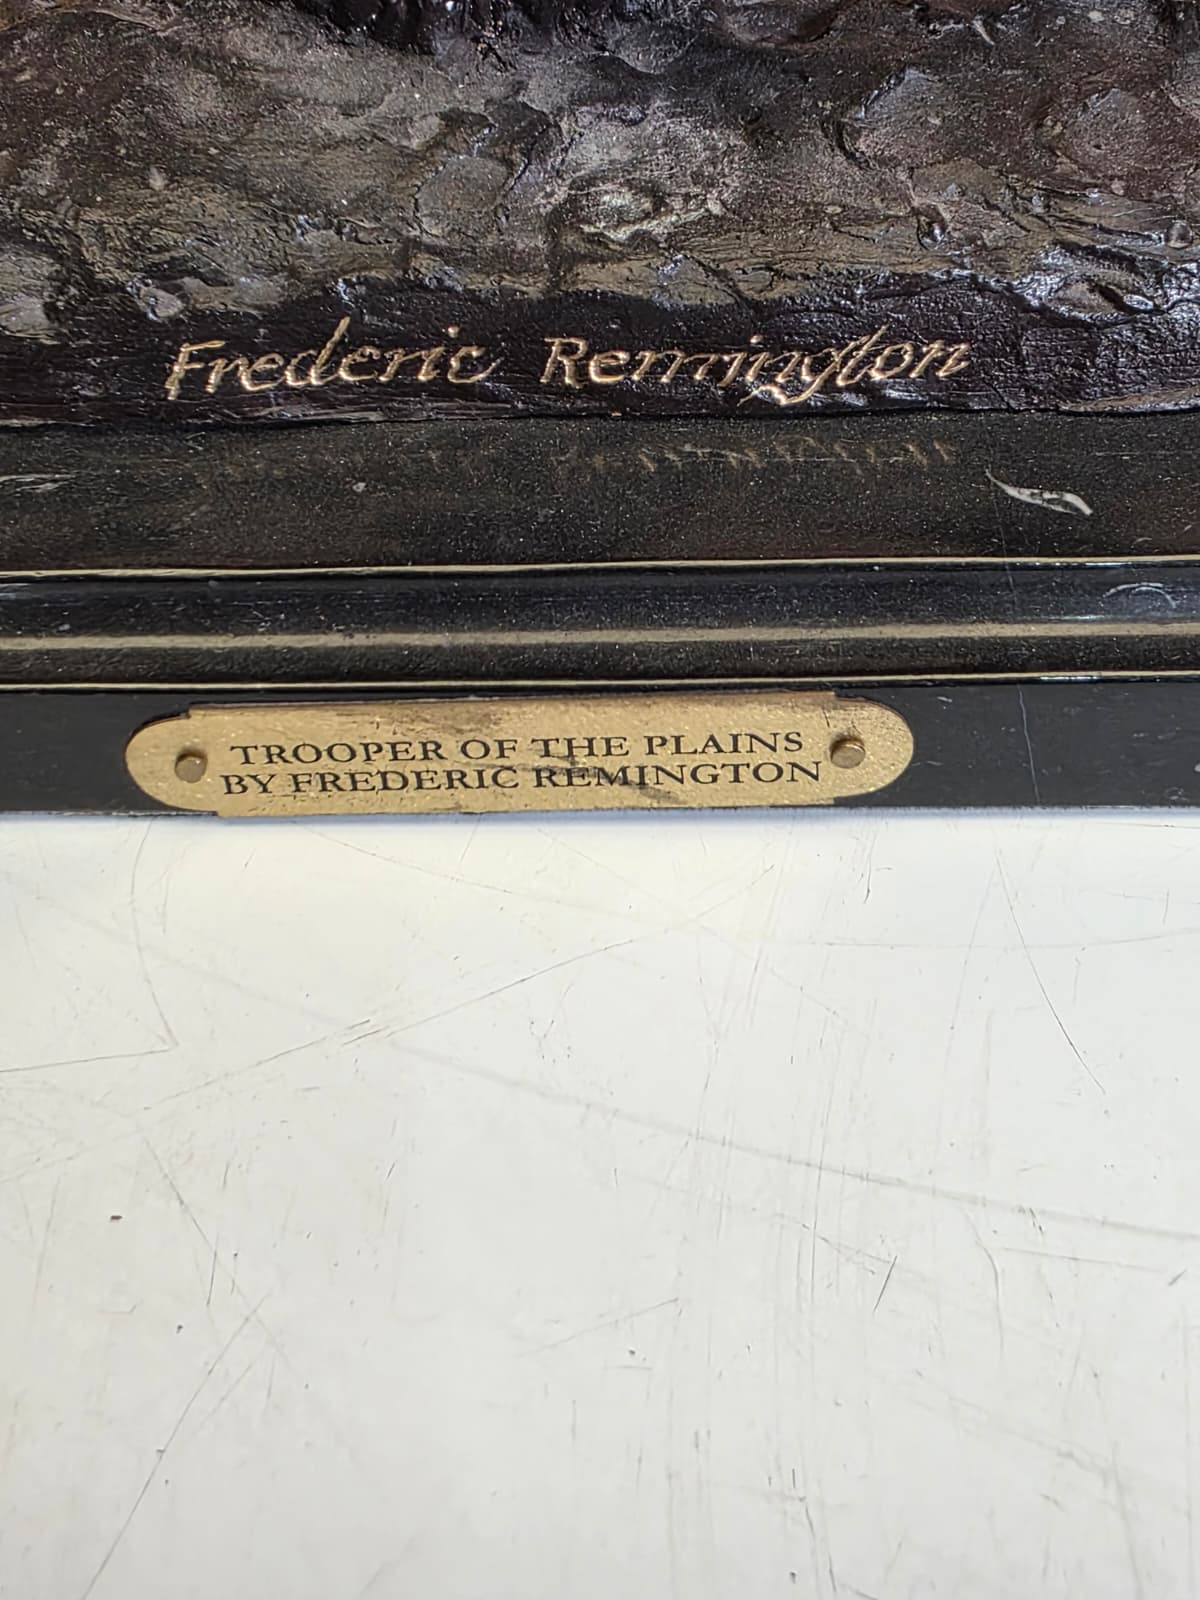 Frederic Remington
TROOPER OF THE PLAINS
BY FREDERIC REMINGTON